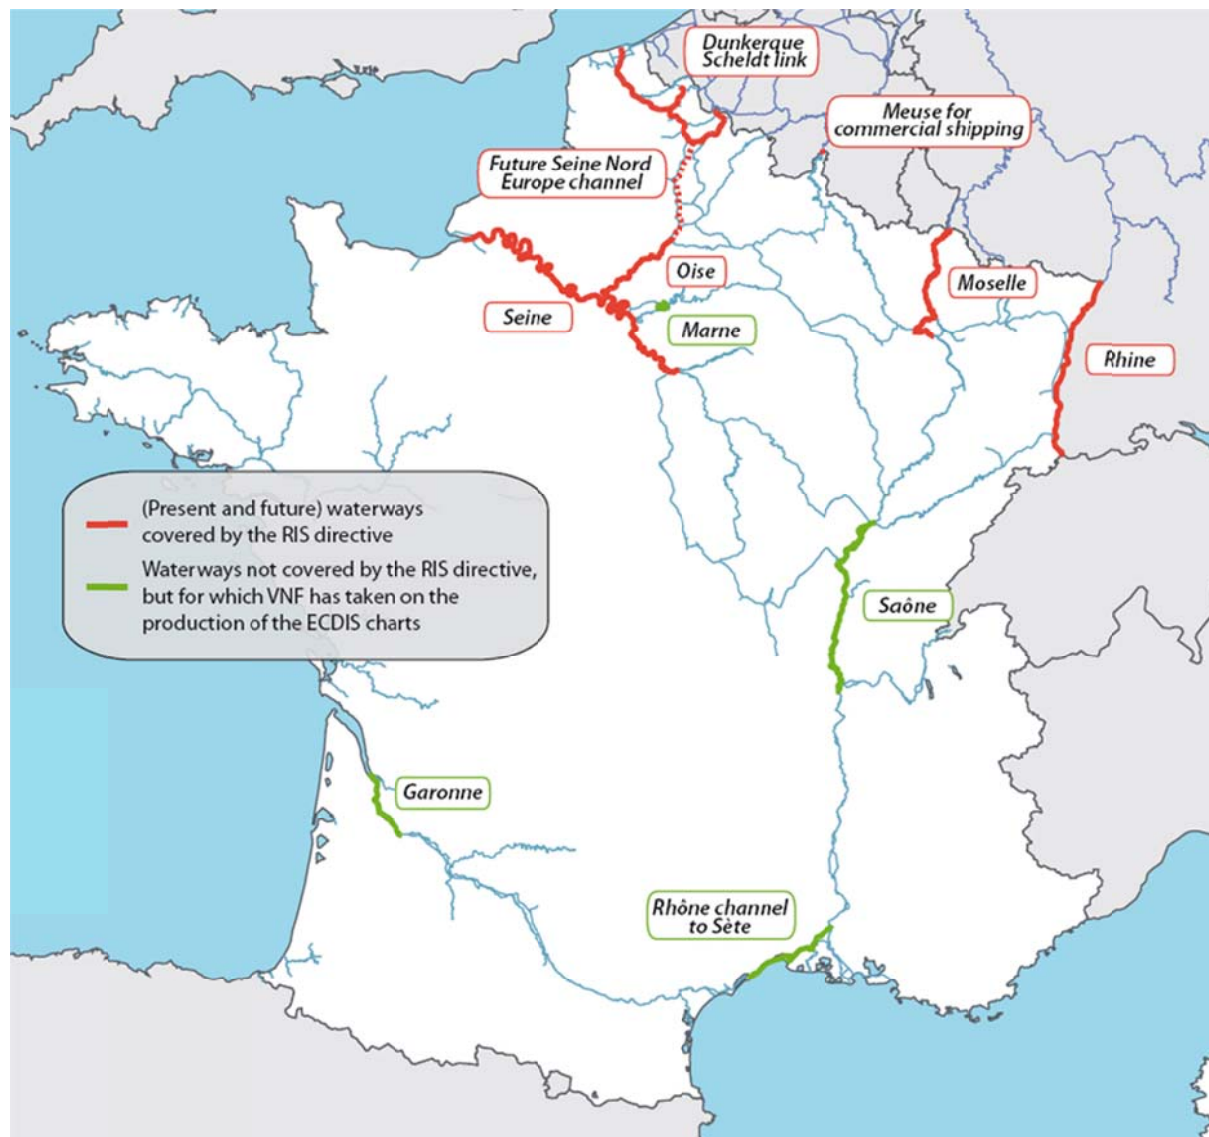 Dunkerque
Scheldt link
Meuse for
commercial shipping
Future Seine Nord
Europe channel
Oise
Moselle
Seine
Marne
Rhine
(Present and future) waterways
covered by the RIS directive
Waterways not covered by the RIS directive,
but for which VNF has taken on the
production of the ECDIS charts
Saône
Garonne
Rhône channel
to Sète